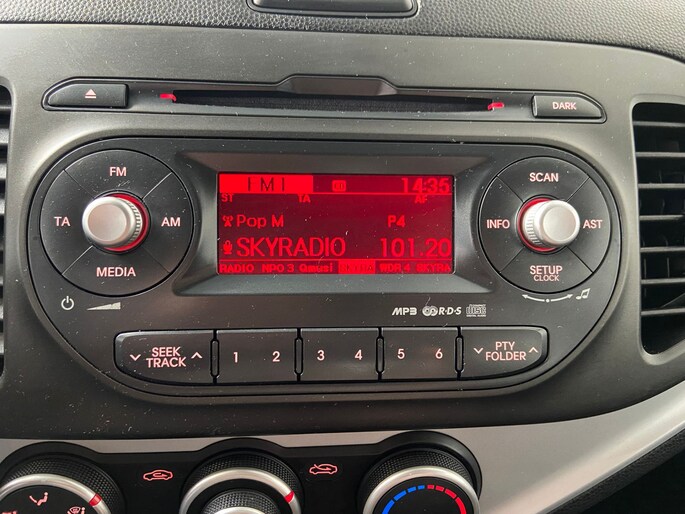 DARK
FM
TA AM
MEDIA
FM1 14:35
ST TA AF
Pop M P4
SKYRADIO 101.20
RADIO NPO 3 Qmusi WDR 4 SKYRA
SCAN
INFO AST
SETUP
CLOCK
MP3 R·D·S DISC
SEEK
TRACK
1 2 3 4 5 6
PTY
FOLDER